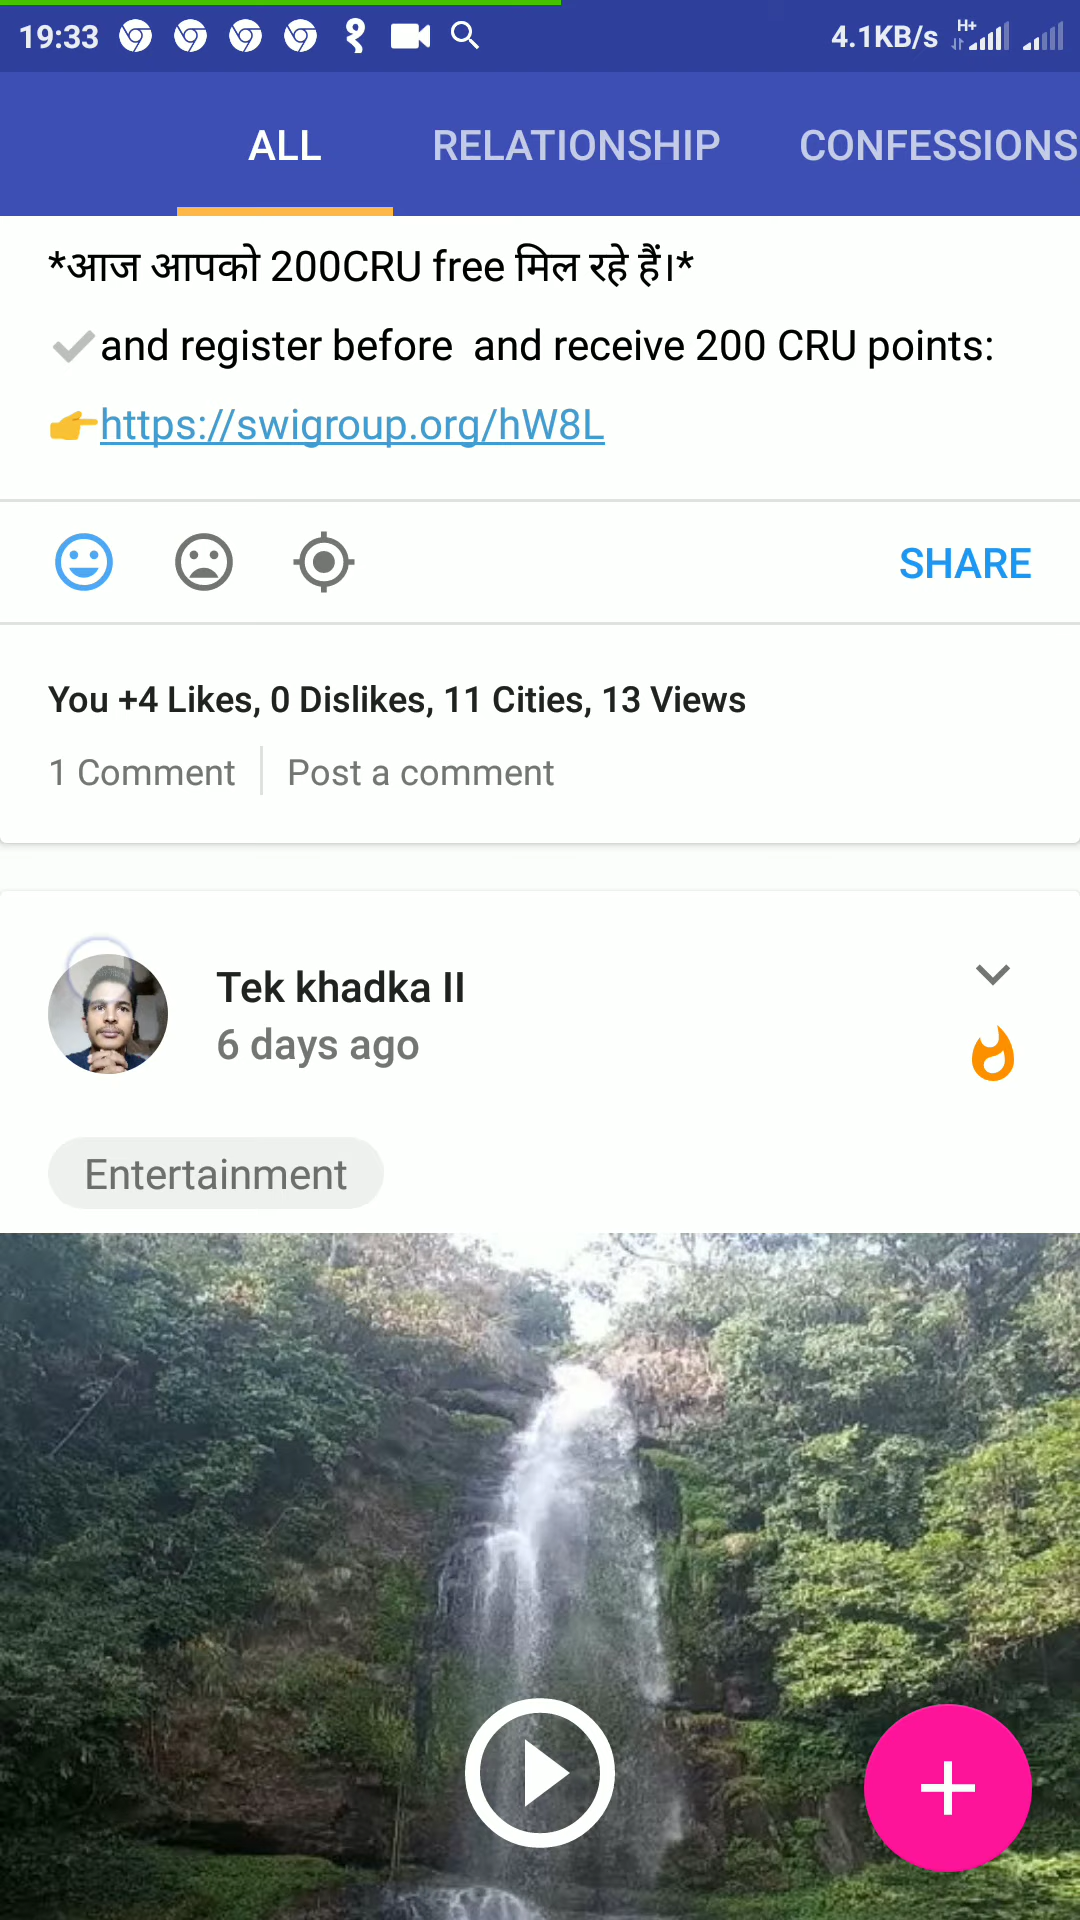 19:33 4.1KB/s H+
ALL RELATIONSHIP CONFESSIONS
*आज आपको 200CRU free मिल रहे हैं।*
✔and register before  and receive 200 CRU points:
👉https://swigroup.org/hW8L
SHARE
You +4 Likes, 0 Dislikes, 11 Cities, 13 Views
1 Comment Post a comment
Tek khadka II
6 days ago
Entertainment